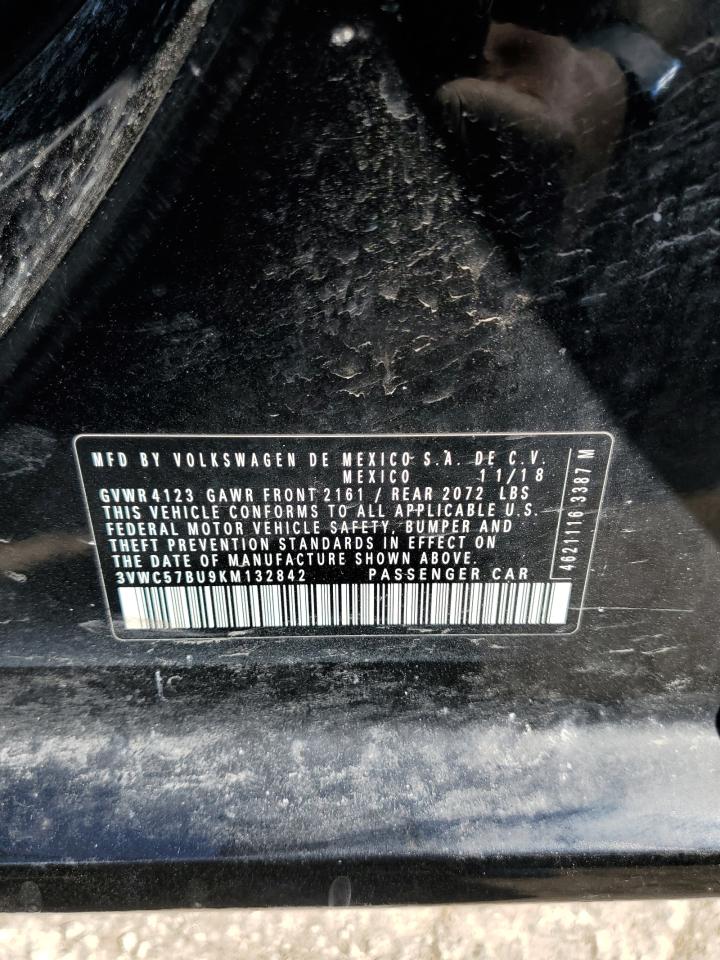 MFD BY VOLKSWAGEN DE MEXICO S.A. DE C.V.
MEXICO 11/18
GVWR 4123 GAWR FRONT 2161 / REAR 2072 LBS
THIS VEHICLE CONFORMS TO ALL APPLICABLE U.S.
FEDERAL MOTOR VEHICLE SAFETY, BUMPER AND
THEFT PREVENTION STANDARDS IN EFFECT ON
THE DATE OF MANUFACTURE SHOWN ABOVE.
3VWC57BU9KM132842 PASSENGER CAR
4621116 3387 M